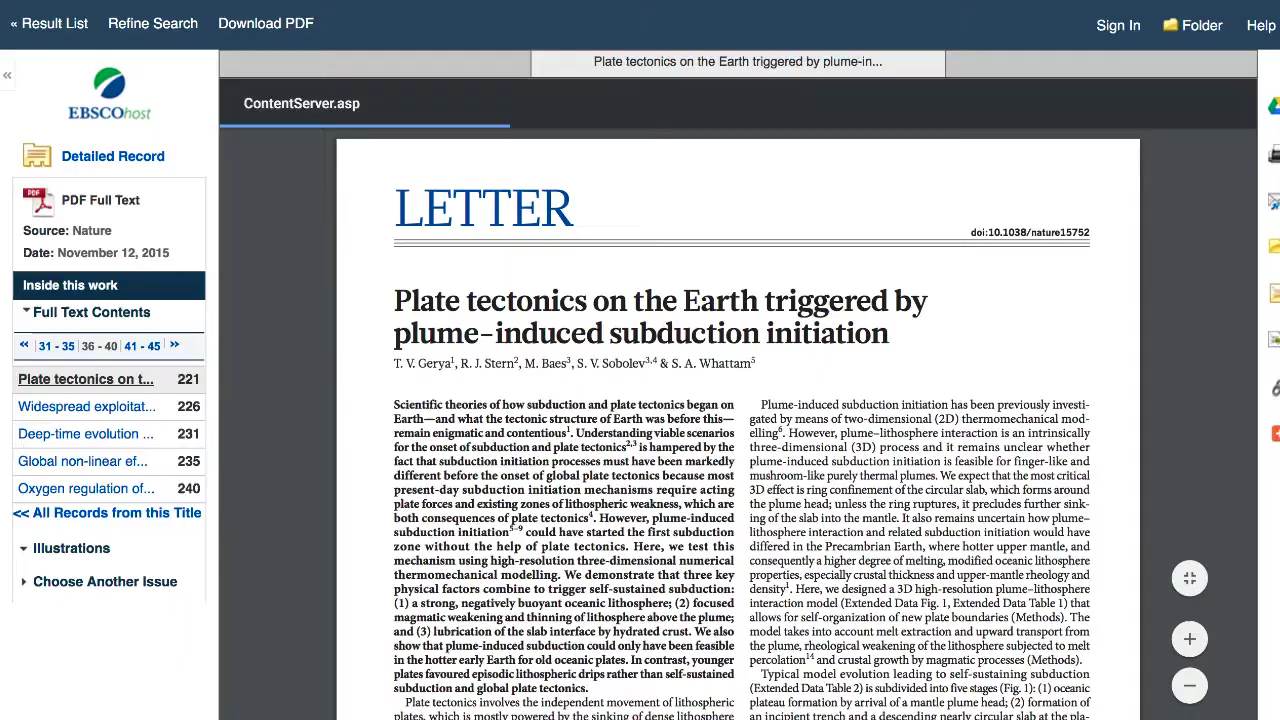 « Result List Refine Search Download PDF
Sign In Folder Help
«
EBSCOhost
Detailed Record
PDF
PDF Full Text
Source: Nature
Date: November 12, 2015
Inside this work
Full Text Contents
« 31 - 35 | 36 - 40 | 41 - 45 »
Plate tectonics on t... 221
Widespread exploitat... 226
Deep-time evolution ... 231
Global non-linear ef... 235
Oxygen regulation of... 240
<< All Records from this Title
Illustrations
Choose Another Issue
Plate tectonics on the Earth triggered by plume-in...
ContentServer.asp
LETTER
doi:10.1038/nature15752
Plate tectonics on the Earth triggered by
plume-induced subduction initiation
T. V. Gerya¹, R. J. Stern², M. Baes³, S. V. Sobolev³,⁴ & S. A. Whattam⁵
Scientific theories of how subduction and plate tectonics began on
Earth—and what the tectonic structure of Earth was before this—
remain enigmatic and contentious¹. Understanding viable scenarios
for the onset of subduction and plate tectonics²,³ is hampered by the
fact that subduction initiation processes must have been markedly
different before the onset of global plate tectonics because most
present-day subduction initiation mechanisms require acting
plate forces and existing zones of lithospheric weakness, which are
both consequences of plate tectonics⁴. However, plume-induced
subduction initiation⁵⁻⁹ could have started the first subduction
zone without the help of plate tectonics. Here, we test this
mechanism using high-resolution three-dimensional numerical
thermomechanical modelling. We demonstrate that three key
physical factors combine to trigger self-sustained subduction:
(1) a strong, negatively buoyant oceanic lithosphere; (2) focused
magmatic weakening and thinning of lithosphere above the plume;
and (3) lubrication of the slab interface by hydrated crust. We also
show that plume-induced subduction could only have been feasible
in the hotter early Earth for old oceanic plates. In contrast, younger
plates favoured episodic lithospheric drips rather than self-sustained
subduction and global plate tectonics.
Plate tectonics involves the independent movement of lithospheric
plates, which is mostly powered by the sinking of dense lithosphere
Plume-induced subduction initiation has been previously investi-
gated by means of two-dimensional (2D) thermomechanical mod-
elling⁶. However, plume–lithosphere interaction is an intrinsically
three-dimensional (3D) process and it remains unclear whether
plume-induced subduction initiation is feasible for finger-like and
mushroom-like purely thermal plumes. We expect that the most critical
3D effect is ring confinement of the circular slab, which forms around
the plume head; unless the ring ruptures, it precludes further sink-
ing of the slab into the mantle. It also remains uncertain how plume–
lithosphere interaction and related subduction initiation would have
differed in the Precambrian Earth, where hotter upper mantle, and
consequently a higher degree of melting, modified oceanic lithosphere
properties, especially crustal thickness and upper-mantle rheology and
density¹. Here, we designed a 3D high-resolution plume–lithosphere
interaction model (Extended Data Fig. 1, Extended Data Table 1) that
allows for self-organization of new plate boundaries (Methods). The
model takes into account melt extraction and upward transport from
the plume, rheological weakening of the lithosphere subjected to melt
percolation¹⁴ and crustal growth by magmatic processes (Methods).
Typical model evolution leading to self-sustaining subduction
(Extended Data Table 2) is subdivided into five stages (Fig. 1): (1) oceanic
plateau formation by arrival of a mantle plume head; (2) formation of
an incipient trench and a descending nearly circular slab at the pla-